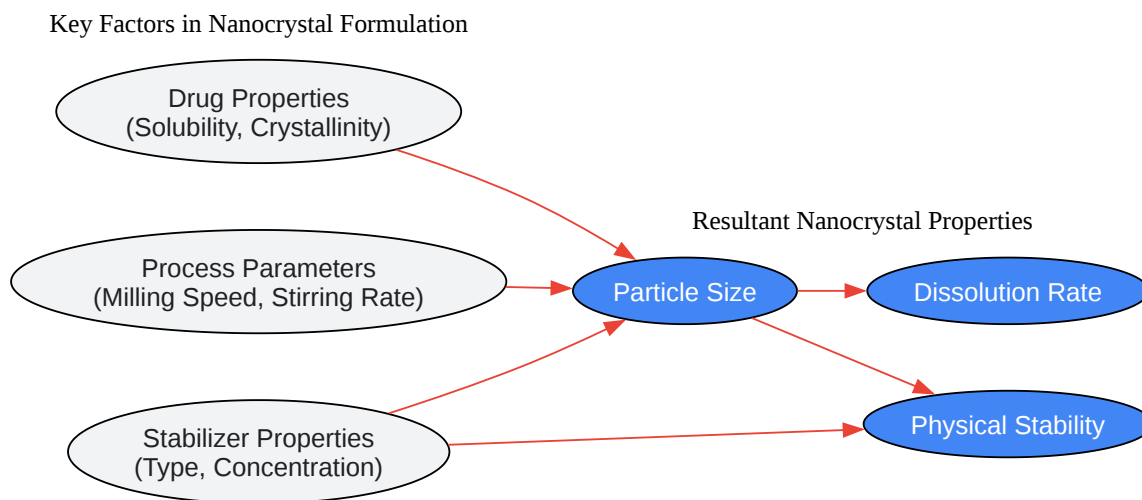 Key Factors in Nanocrystal Formulation
Drug Properties
(Solubility, Crystallinity)
Process Parameters
(Milling Speed, Stirring Rate)
Stabilizer Properties
(Type, Concentration)
Resultant Nanocrystal Properties
Particle Size
Dissolution Rate
Physical Stability